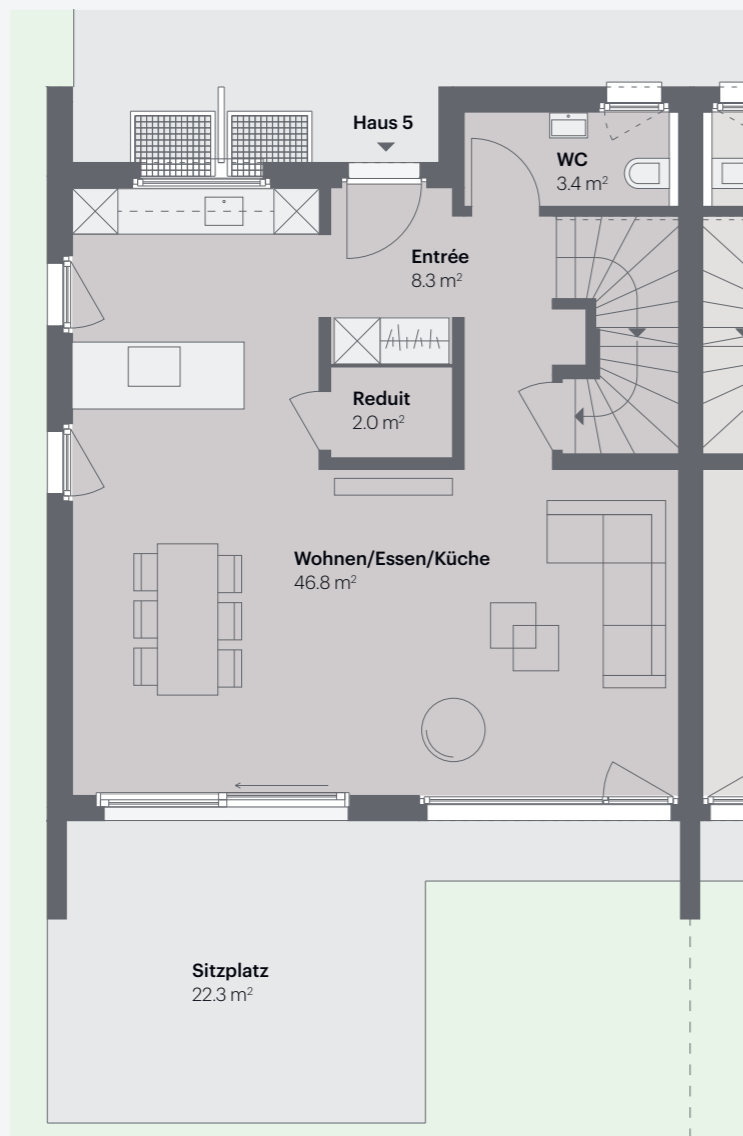 Haus 5
WC
3.4 m²
Entrée
8.3 m²
Reduit
2.0 m²
Wohnen/Essen/Küche
46.8 m²
Sitzplatz
22.3 m²